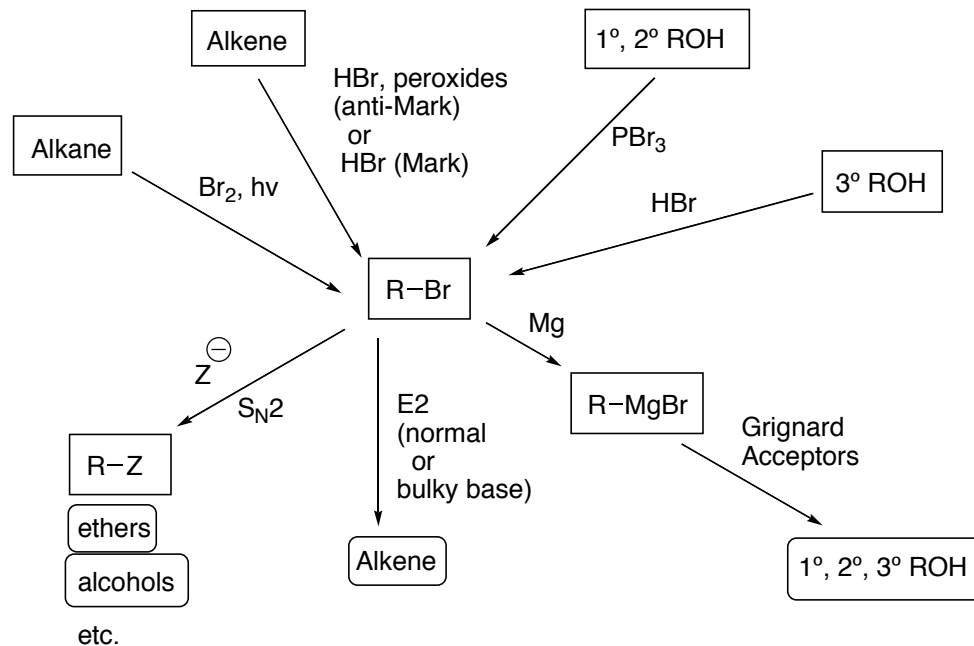 Alkene
1º, 2º ROH
HBr, peroxides
(anti-Mark)
or
HBr (Mark)
PBr₃
Alkane
3º ROH
Br₂, hv
HBr
R–Br
Mg
Z⊖
S_N2
R–MgBr
E2
(normal
or
bulky base)
Grignard
Acceptors
R–Z
ethers
alcohols
etc.
Alkene
1º, 2º, 3º ROH